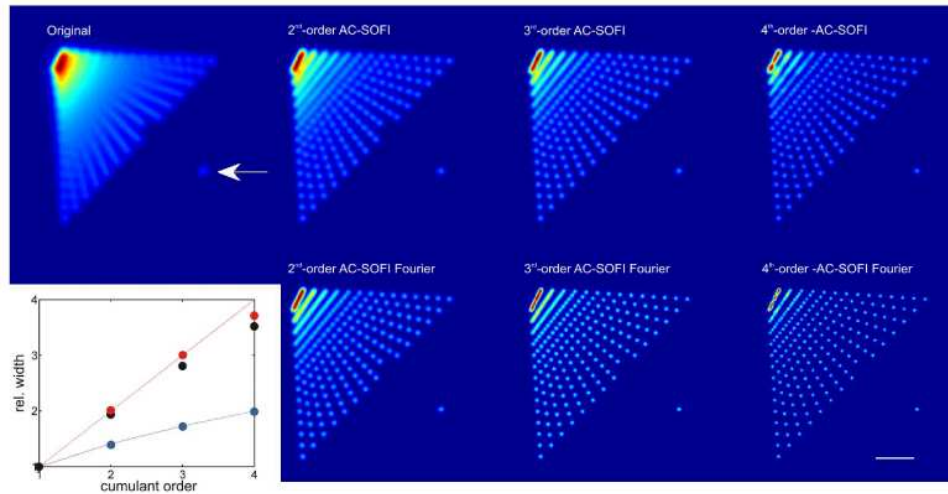 Original
2nd-order AC-SOFI
3rd-order AC-SOFI
4th-order -AC-SOFI
2nd-order AC-SOFI Fourier
3rd-order AC-SOFI Fourier
4th-order -AC-SOFI Fourier
4
3
2
1
rel. width
1 2 3 4
cumulant order